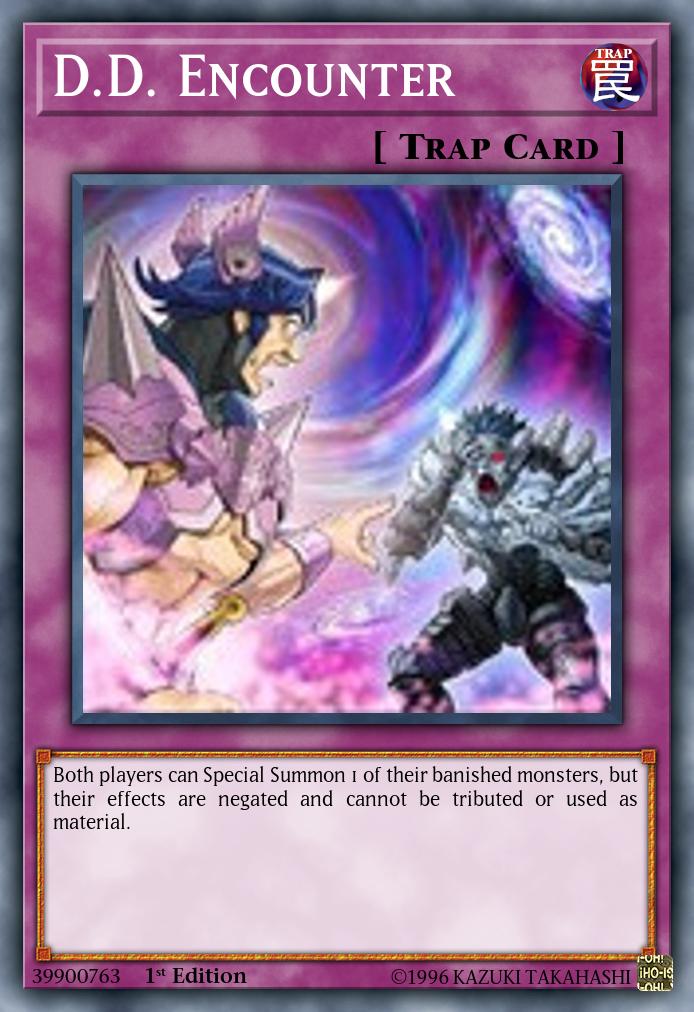 D.D. Encounter
TRAP
罠
[ Trap Card ]
Both players can Special Summon 1 of their banished monsters, but
their effects are negated and cannot be tributed or used as
material.
39900763 1st Edition ©1996 KAZUKI TAKAHASHI